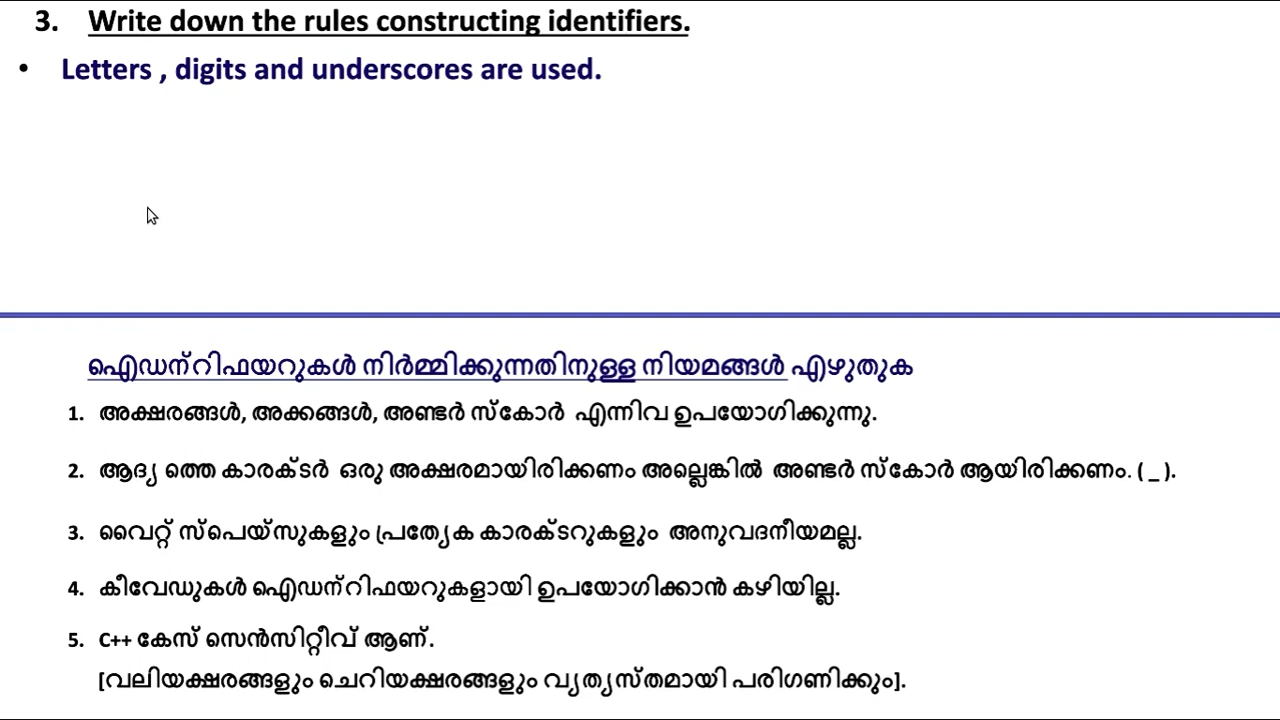 3. Write down the rules constructing identifiers.
• Letters , digits and underscores are used.
ഐഡന്റിഫയറുകൾ നിർമ്മിക്കുന്നതിനുള്ള നിയമങ്ങൾ എഴുതുക
1. അക്ഷരങ്ങൾ, അക്കങ്ങൾ, അണ്ടർ സ്കോർ എന്നിവ ഉപയോഗിക്കുന്നു.
2. ആദ്യ ത്തെ കാരക്ടർ ഒരു അക്ഷരമായിരിക്കണം അല്ലെങ്കിൽ അണ്ടർ സ്കോർ ആയിരിക്കണം. ( _ ).
3. വൈറ്റ് സ്പെയ്സുകളും പ്രത്യേക കാരക്ടറുകളും അനുവദനീയമല്ല.
4. കീവേഡുകൾ ഐഡന്റിഫയറുകളായി ഉപയോഗിക്കാൻ കഴിയില്ല.
5. C++ കേസ് സെൻസിറ്റീവ് ആണ്.
[വലിയക്ഷരങ്ങളും ചെറിയക്ഷരങ്ങളും വ്യത്യസ്തമായി പരിഗണിക്കും].